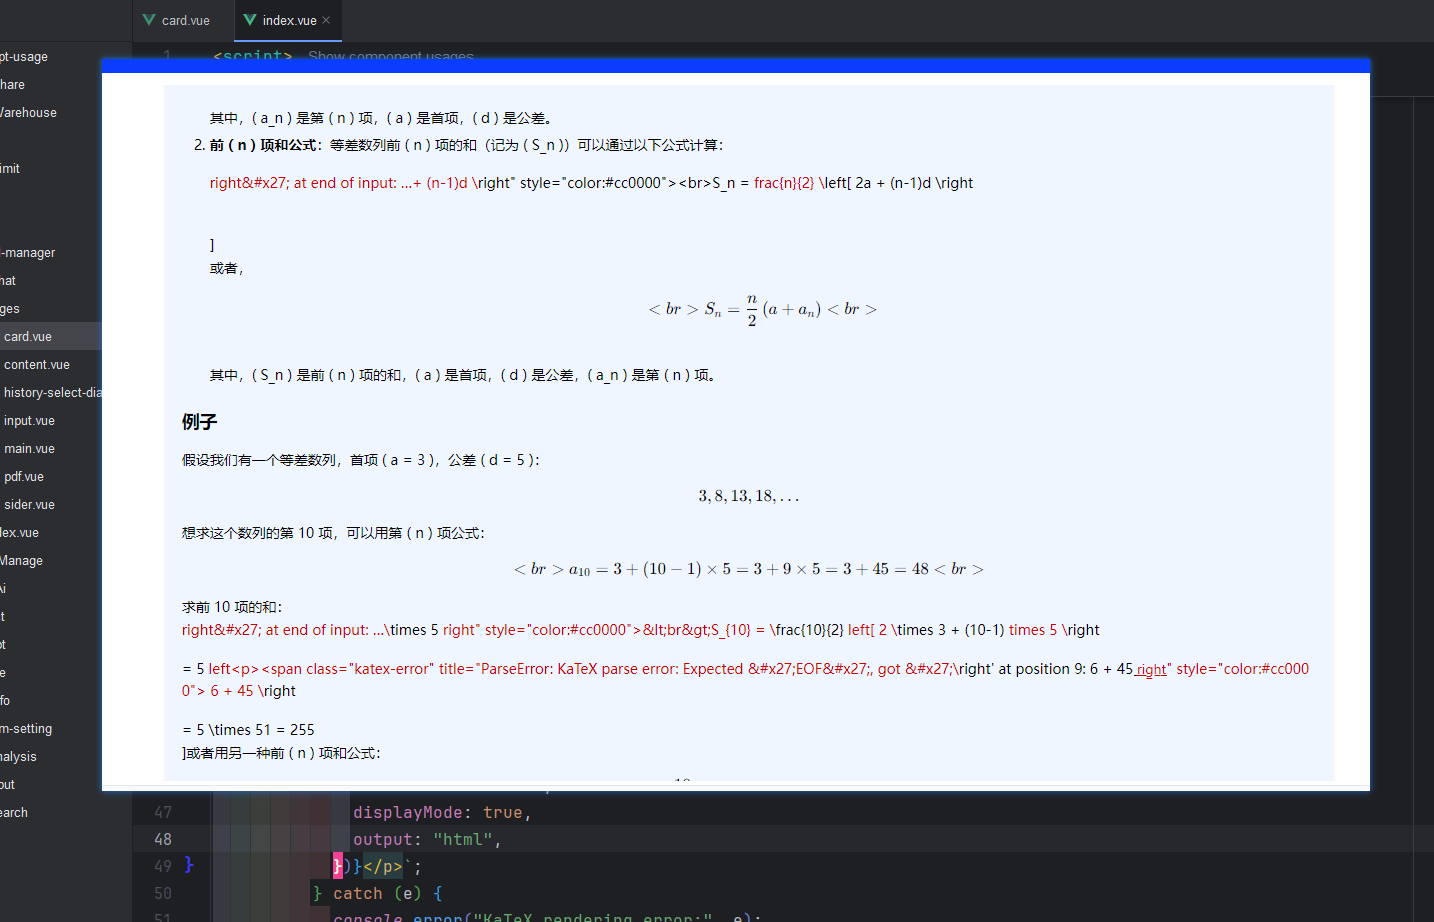 card.vue
index.vue
pt-usage
1 <script> Show component usages
hare
Warehouse
imit
-manager
hat
ges
card.vue
content.vue
history-select-dia
input.vue
main.vue
pdf.vue
sider.vue
dex.vue
Manage
Ai
t
ot
e
fo
m-setting
nalysis
out
earch
其中，( a_n ) 是第 ( n ) 项，( a ) 是首项，( d ) 是公差。
2. 前 ( n ) 项和公式：等差数列前 ( n ) 项的和（记为 ( S_n )）可以通过以下公式计算：
right&#x27; at end of input: …+ (n-1)d \right" style="color:#cc0000"><br>S_n = frac{n}{2} \left[ 2a + (n-1)d \right
]
或者，
< br > S_n = \frac{n}{2} (a + a_n) < br >
其中，( S_n ) 是前 ( n ) 项的和，( a ) 是首项，( d ) 是公差，( a_n ) 是第 ( n ) 项。
例子
假设我们有一个等差数列，首项 ( a = 3 )，公差 ( d = 5 )：
3, 8, 13, 18, . . .
想求这个数列的第 10 项，可以用第 ( n ) 项公式：
< br > a_{10} = 3 + (10 − 1) × 5 = 3 + 9 × 5 = 3 + 45 = 48 < br >
求前 10 项的和：
right&#x27; at end of input: …\times 5 right" style="color:#cc0000">&lt;br&gt;S_{10} = \frac{10}{2} left[ 2 \times 3 + (10-1) times 5 \right
= 5 left<p><span class="katex-error" title="ParseError: KaTeX parse error: Expected &#x27;EOF&#x27;, got &#x27;\right' at position 9: 6 + 45 right" style="color:#cc000
0"> 6 + 45 \right
= 5 \times 51 = 255
]或者用另一种前 ( n ) 项和公式：
47 displayMode: true,
48 output: "html",
49 } })}</p>`;
50 } catch (e) {
51 console.error("KaTeX rendering error:", e);